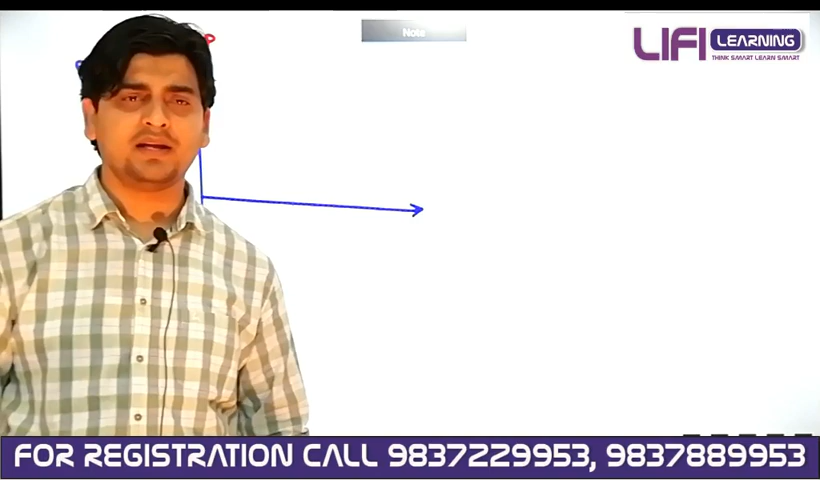 Note
LIFI LEARNING
THINK SMART LEARN SMART
FOR REGISTRATION CALL 9837229953, 9837889953